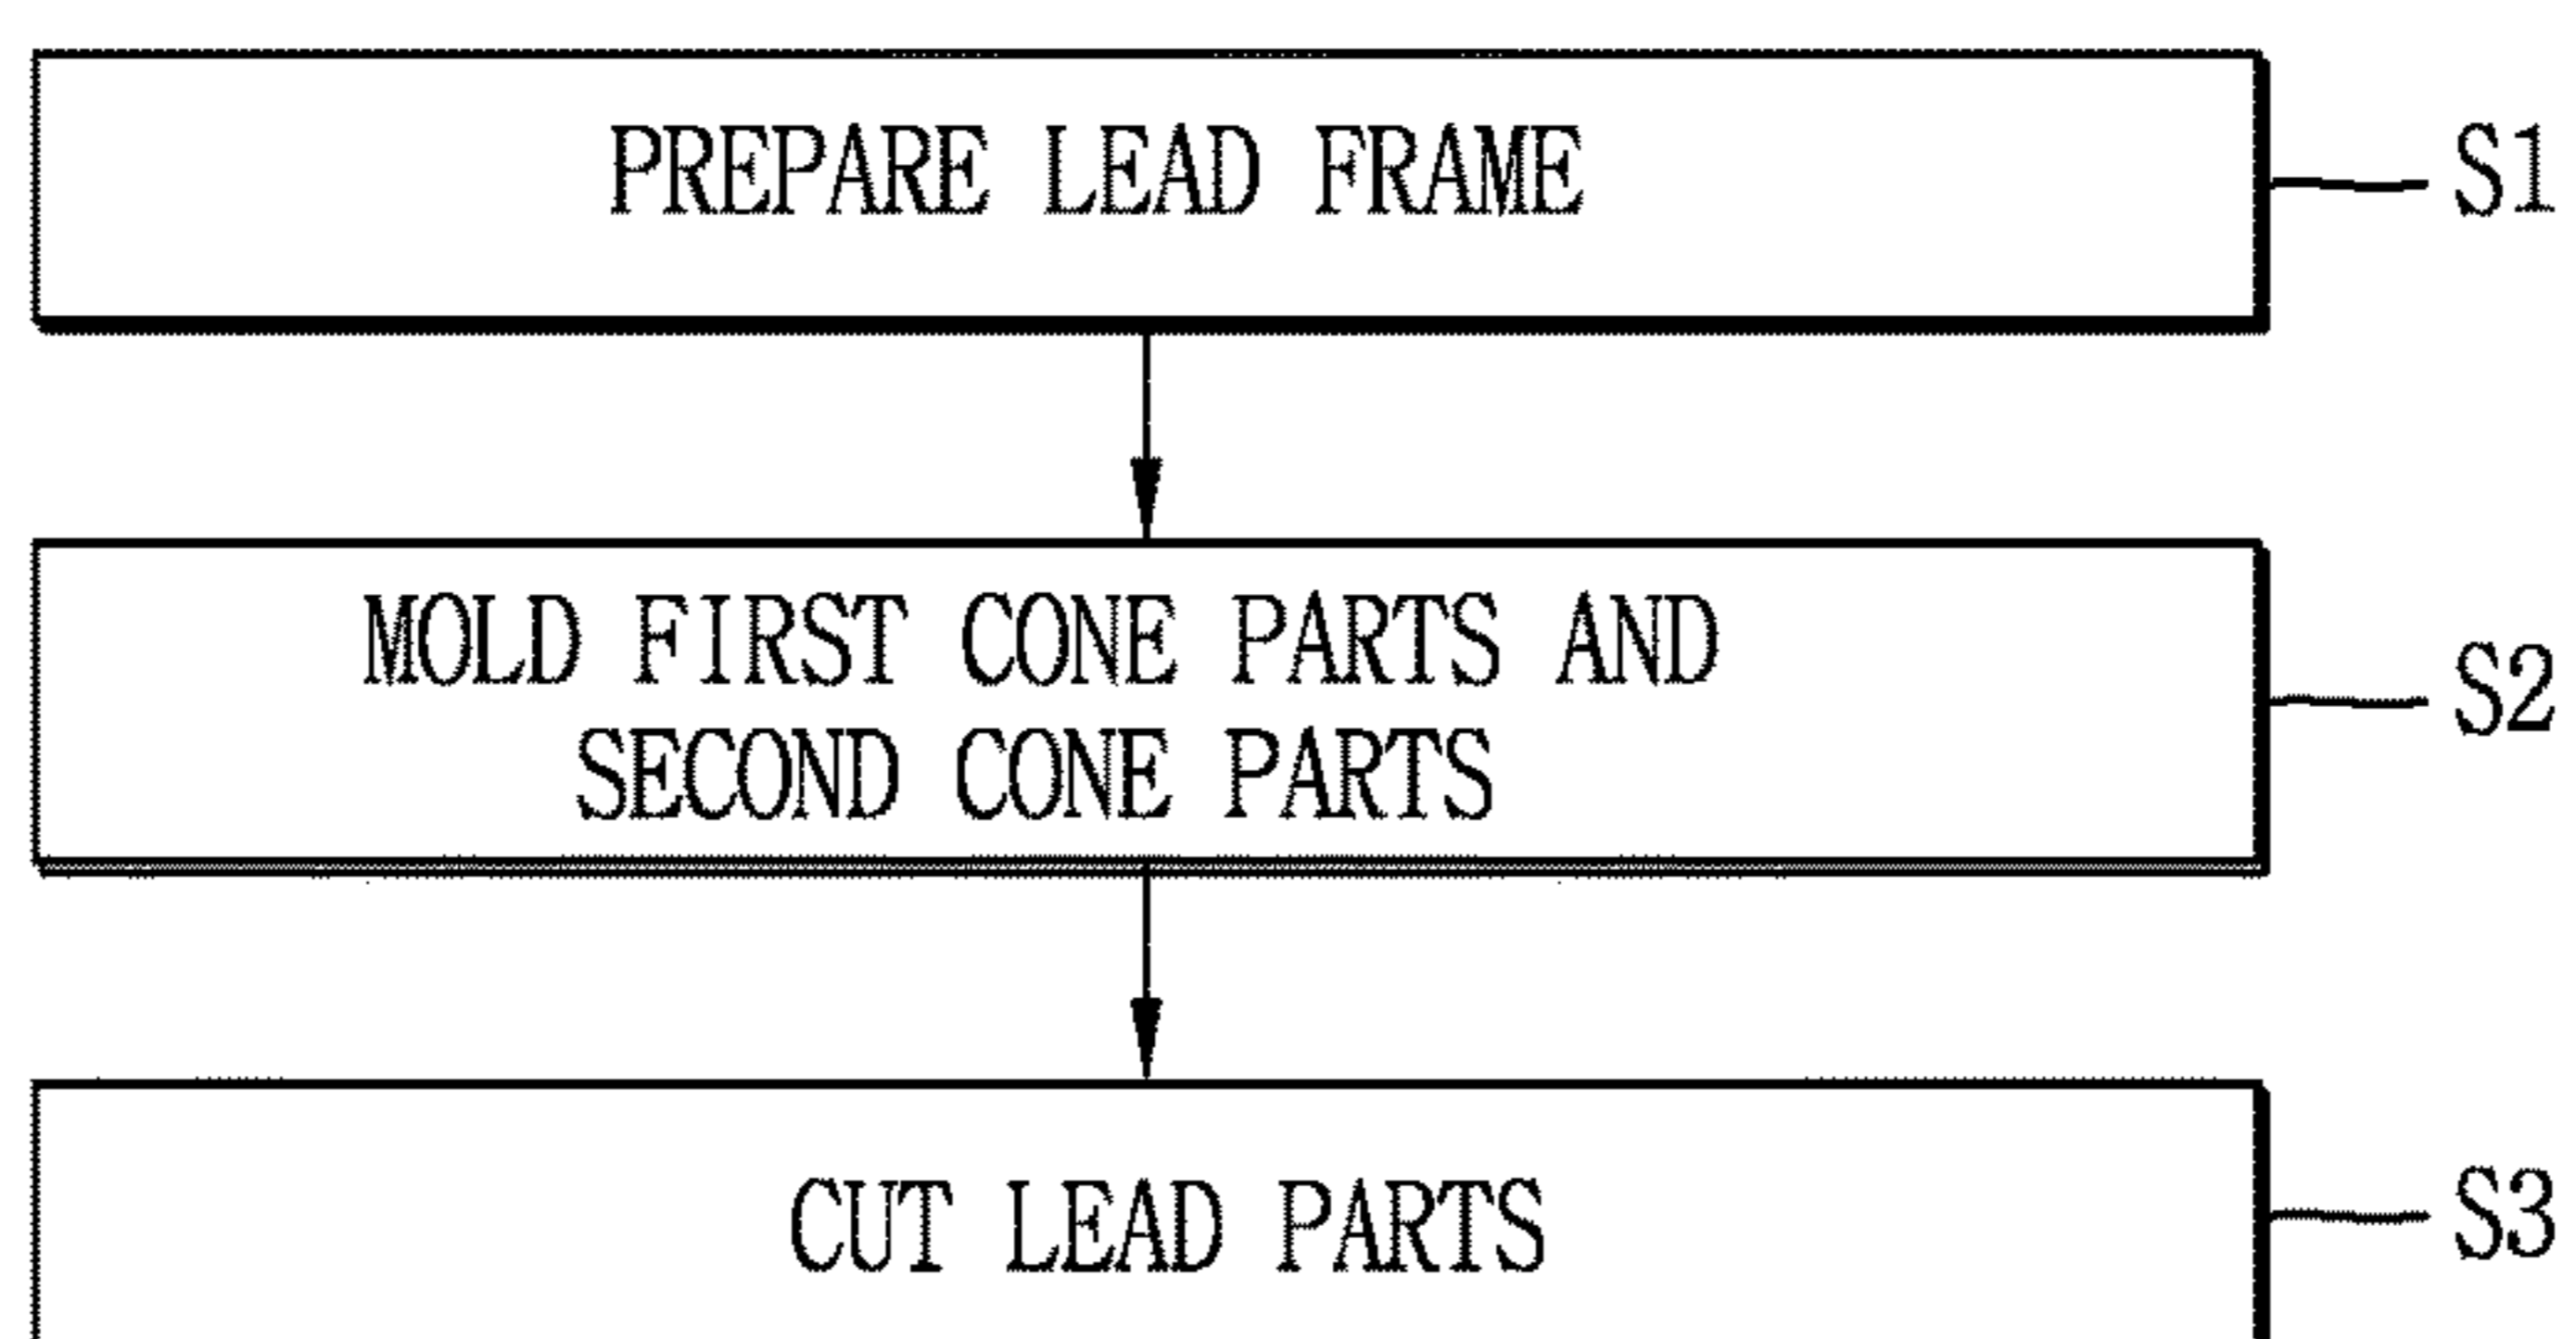 PREPARE LEAD FRAME
S1
MOLD FIRST CONE PARTS AND
SECOND CONE PARTS
S2
CUT LEAD PARTS
S3